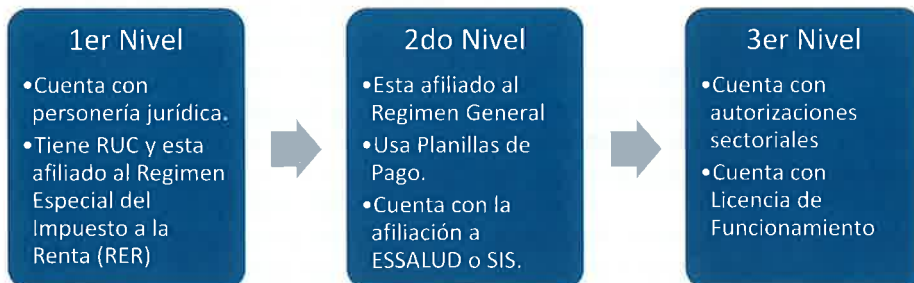 1er Nivel
•Cuenta con
personería jurídica.
•Tiene RUC y esta
afiliado al Regimen
Especial del
Impuesto a la
Renta (RER)
2do Nivel
•Esta afiliado al
Regimen General
•Usa Planillas de
Pago.
•Cuenta con la
afiliación a
ESSALUD o SIS.
3er Nivel
•Cuenta con
autorizaciones
sectoriales
•Cuenta con
Licencia de
Funcionamiento